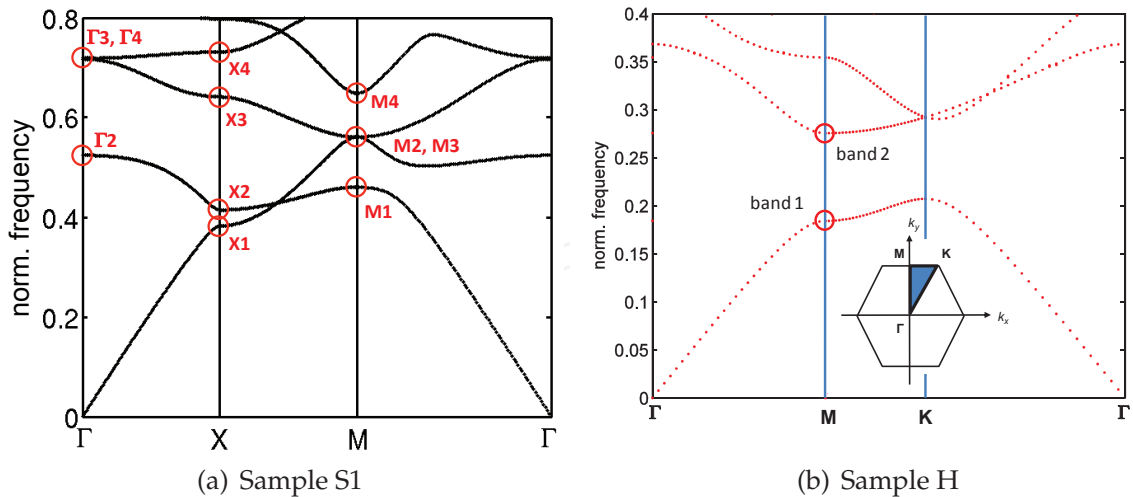 0.8
Γ3, Γ4
X4
X3
M4
0.6
Γ2
M2, M3
X2
M1
X1
0.4
0.2
0
norm. frequency
Γ
X
M
Γ
(a) Sample S1
0.4
0.35
0.3
0.25
0.2
0.15
0.1
0.05
0
norm. frequency
band 2
band 1
k_y
M
K
Γ
k_x
Γ
M
K
Γ
(b) Sample H